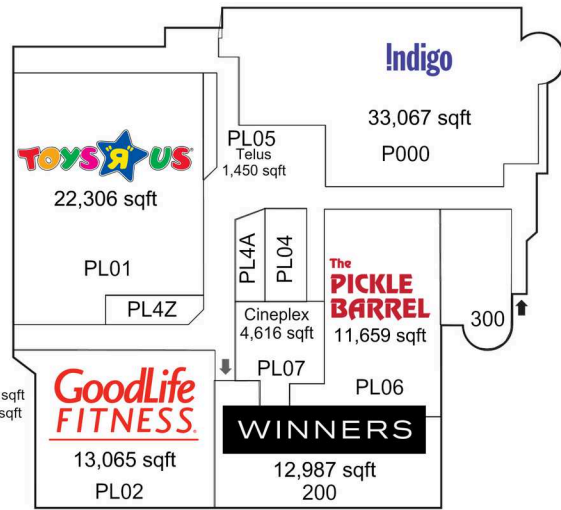 !ndigo
33,067 sqft
P000
TOYS "R" US
22,306 sqft
PL01
PL4Z
PL05
Telus
1,450 sqft
PL4A
PL04
The
PICKLE
BARREL
11,659 sqft
PL06
300
Cineplex
4,616 sqft
PL07
sqft
sqft
GoodLife
FITNESS.
13,065 sqft
PL02
WINNERS
12,987 sqft
200